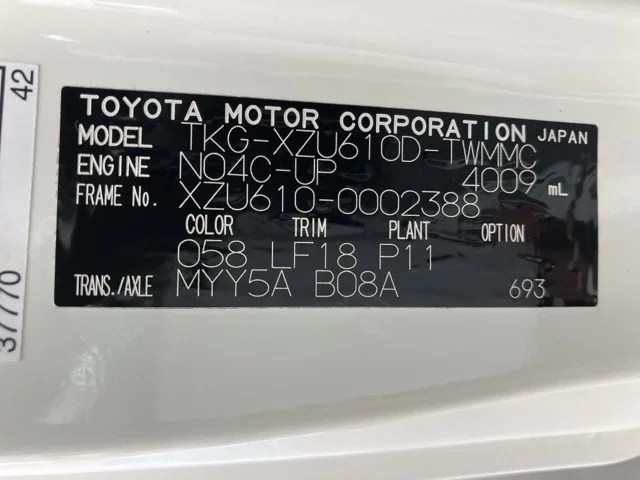 TOYOTA MOTOR CORPORATION JAPAN
MODEL TKG-XZU610D-TWMMC
ENGINE N04C-UP 4009 mL
FRAME No. XZU610-0002388
COLOR TRIM PLANT OPTION
058 LF18 P11
TRANS./AXLE MYY5A B08A 693
37770 42